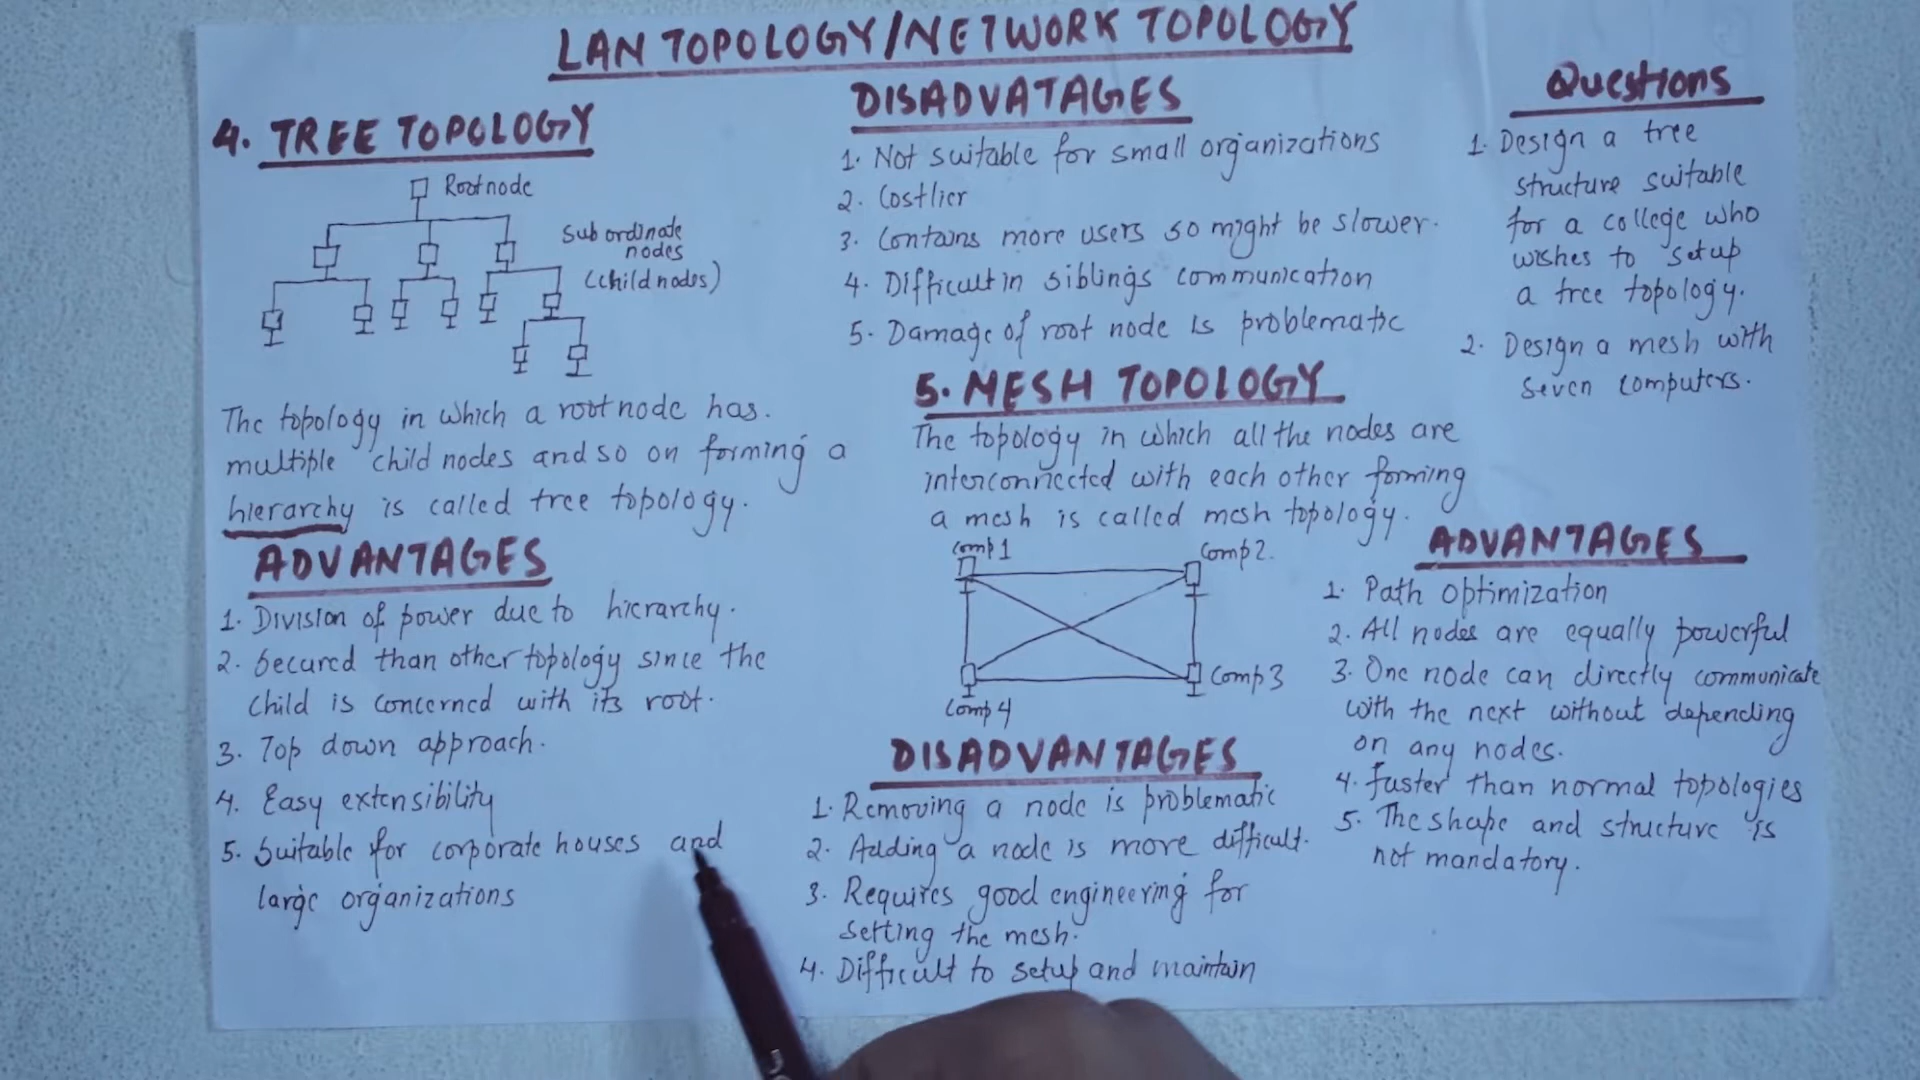 LAN TOPOLOGY/NETWORK TOPOLOGY
4. TREE TOPOLOGY
Rootnode
Sub ordinate
nodes
(childnodes)
The topology in which a root node has.
multiple child nodes and so on forming a
hierarchy is called tree topology.
ADVANTAGES
1. Division of power due to hierarchy.
2. Secured than other topology since the
child is concerned with its root.
3. Top down approach.
4. Easy extensibility
5. Suitable for corporate houses and
large organizations
DISADVATAGES
1. Not suitable for small organizations
2. Costlier
3. Contains more users so might be slower.
4. Difficult in siblings communication
5. Damage of root node is problematic
5. MESH TOPOLOGY
The topology in which all the nodes are
interconnected with each other forming
a mesh is called mesh topology.
Comp 1
Comp 2.
Comp 3
Comp 4
DISADVANTAGES
1. Removing a node is problematic
2. Adding a node is more difficult.
3. Requires good engineering for
setting the mesh.
4. Difficult to setup and maintain
ADVANTAGES
1. Path optimization
2. All nodes are equally powerful
3. One node can directly communicate
with the next without depending
on any nodes.
4. faster than normal topologies
5. The shape and structure is
not mandatory.
Questions
1. Design a tree
structure suitable
for a college who
wishes to setup
a tree topology.
2. Design a mesh with
seven computers.